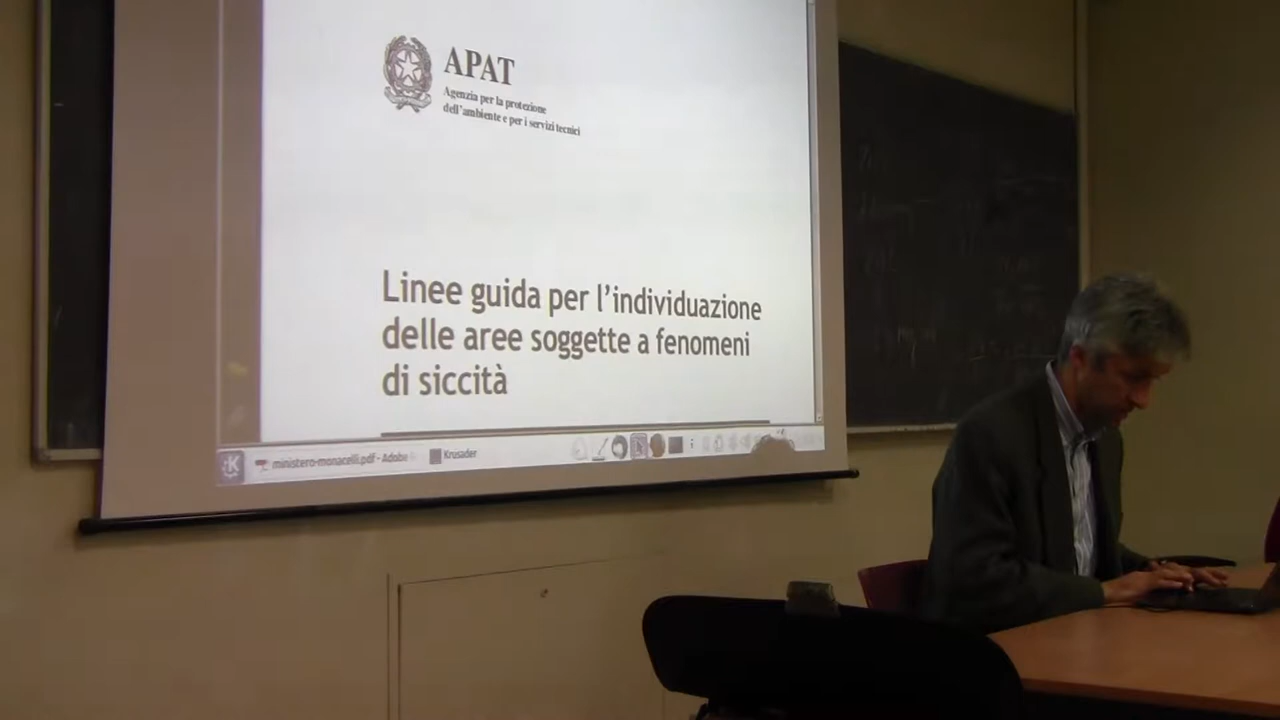 APAT
Agenzia per la protezione
dell'ambiente e per i servizi tecnici
Linee guida per l'individuazione
delle aree soggette a fenomeni
di siccità
ministero-monacelli.pdf - Adobe
Krusader